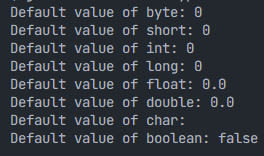 Default value of byte: 0
Default value of short: 0
Default value of int: 0
Default value of long: 0
Default value of float: 0.0
Default value of double: 0.0
Default value of char:
Default value of boolean: false